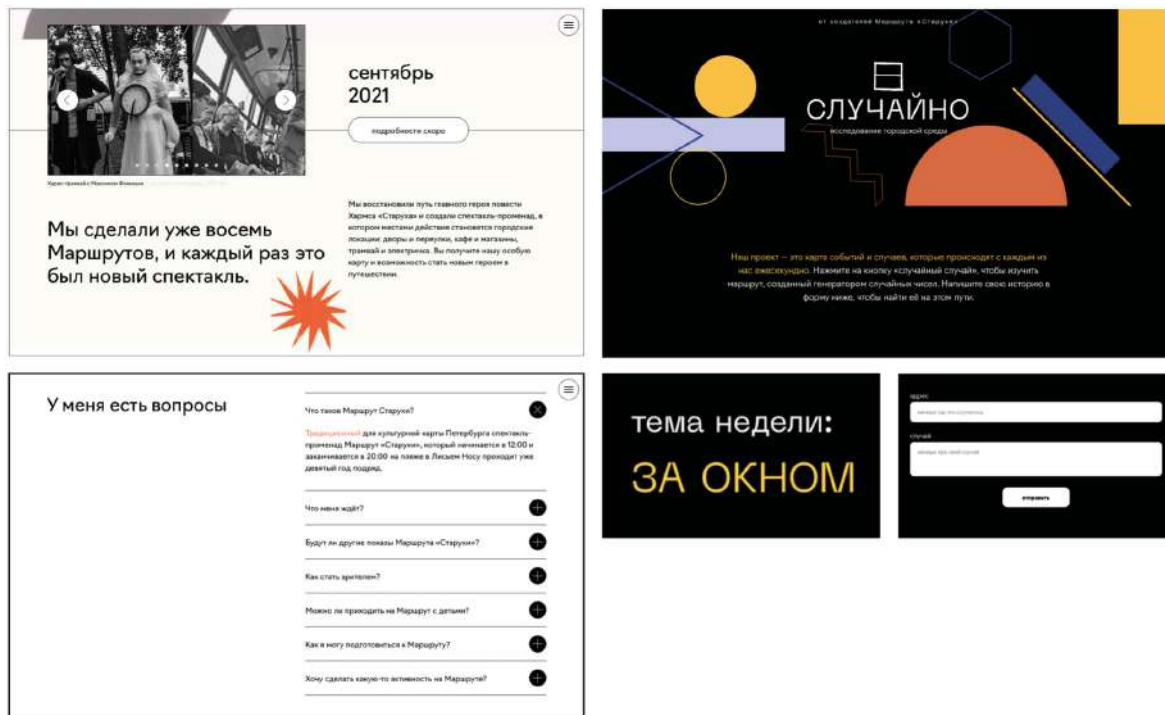 сентябрь
2021
подробности скоро
Мы сделали уже восемь
Маршрутов, и каждый раз это
был новый спектакль.
Мы восстановили путь главного героя повести
Хармса «Старуха» и создали спектакль-променад, в
котором местами действия становятся городские
локации: дворы и переулки, кафе и магазины,
трамвай и электричка. Вы получите нашу особую
карту и возможность стать новым героем в
путешествии.
от создателей Маршрута «Старухи»
СЛУЧАЙНО
исследование городской среды
Наш проект — это карта событий и случаев, которые происходят с каждым из
нас ежесекундно. Нажмите на кнопку «случайный случай», чтобы изучить
маршрут, созданный генератором случайных чисел. Напишите свою историю в
форму ниже, чтобы найти её на этом пути.
У меня есть вопросы
Что такое Маршрут Старухи?
Традиционный для культурной карты Петербурга спектакль-
променад Маршрут «Старухи», который начинается в 12:00 и
заканчивается в 20:00 на пляже в Лисьем Носу проходит уже
девятый год подряд.
Что меня ждёт?
Будут ли другие показы Маршрута «Старухи»?
Как стать зрителем?
Можно ли приходить на Маршрут с детьми?
Как я могу подготовиться к Маршруту?
Хочу сделать какую-то активность на Маршруте?
тема недели:
ЗА ОКНОМ
адрес
случай
отправить